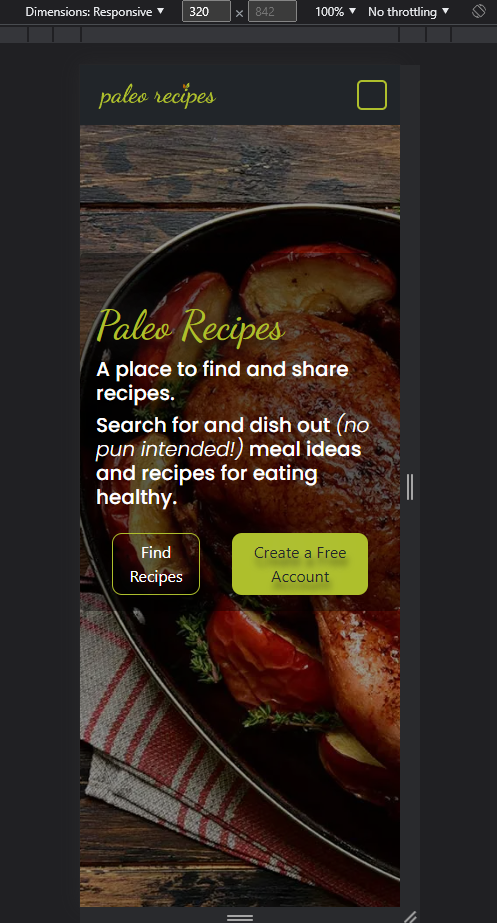 Dimensions: Responsive ▼ 320 × 842 100% ▼ No throttling ▼
paleo recipes
Paleo Recipes
A place to find and share
recipes.
Search for and dish out (no
pun intended!) meal ideas
and recipes for eating
healthy.
Find
Recipes
Create a Free
Account